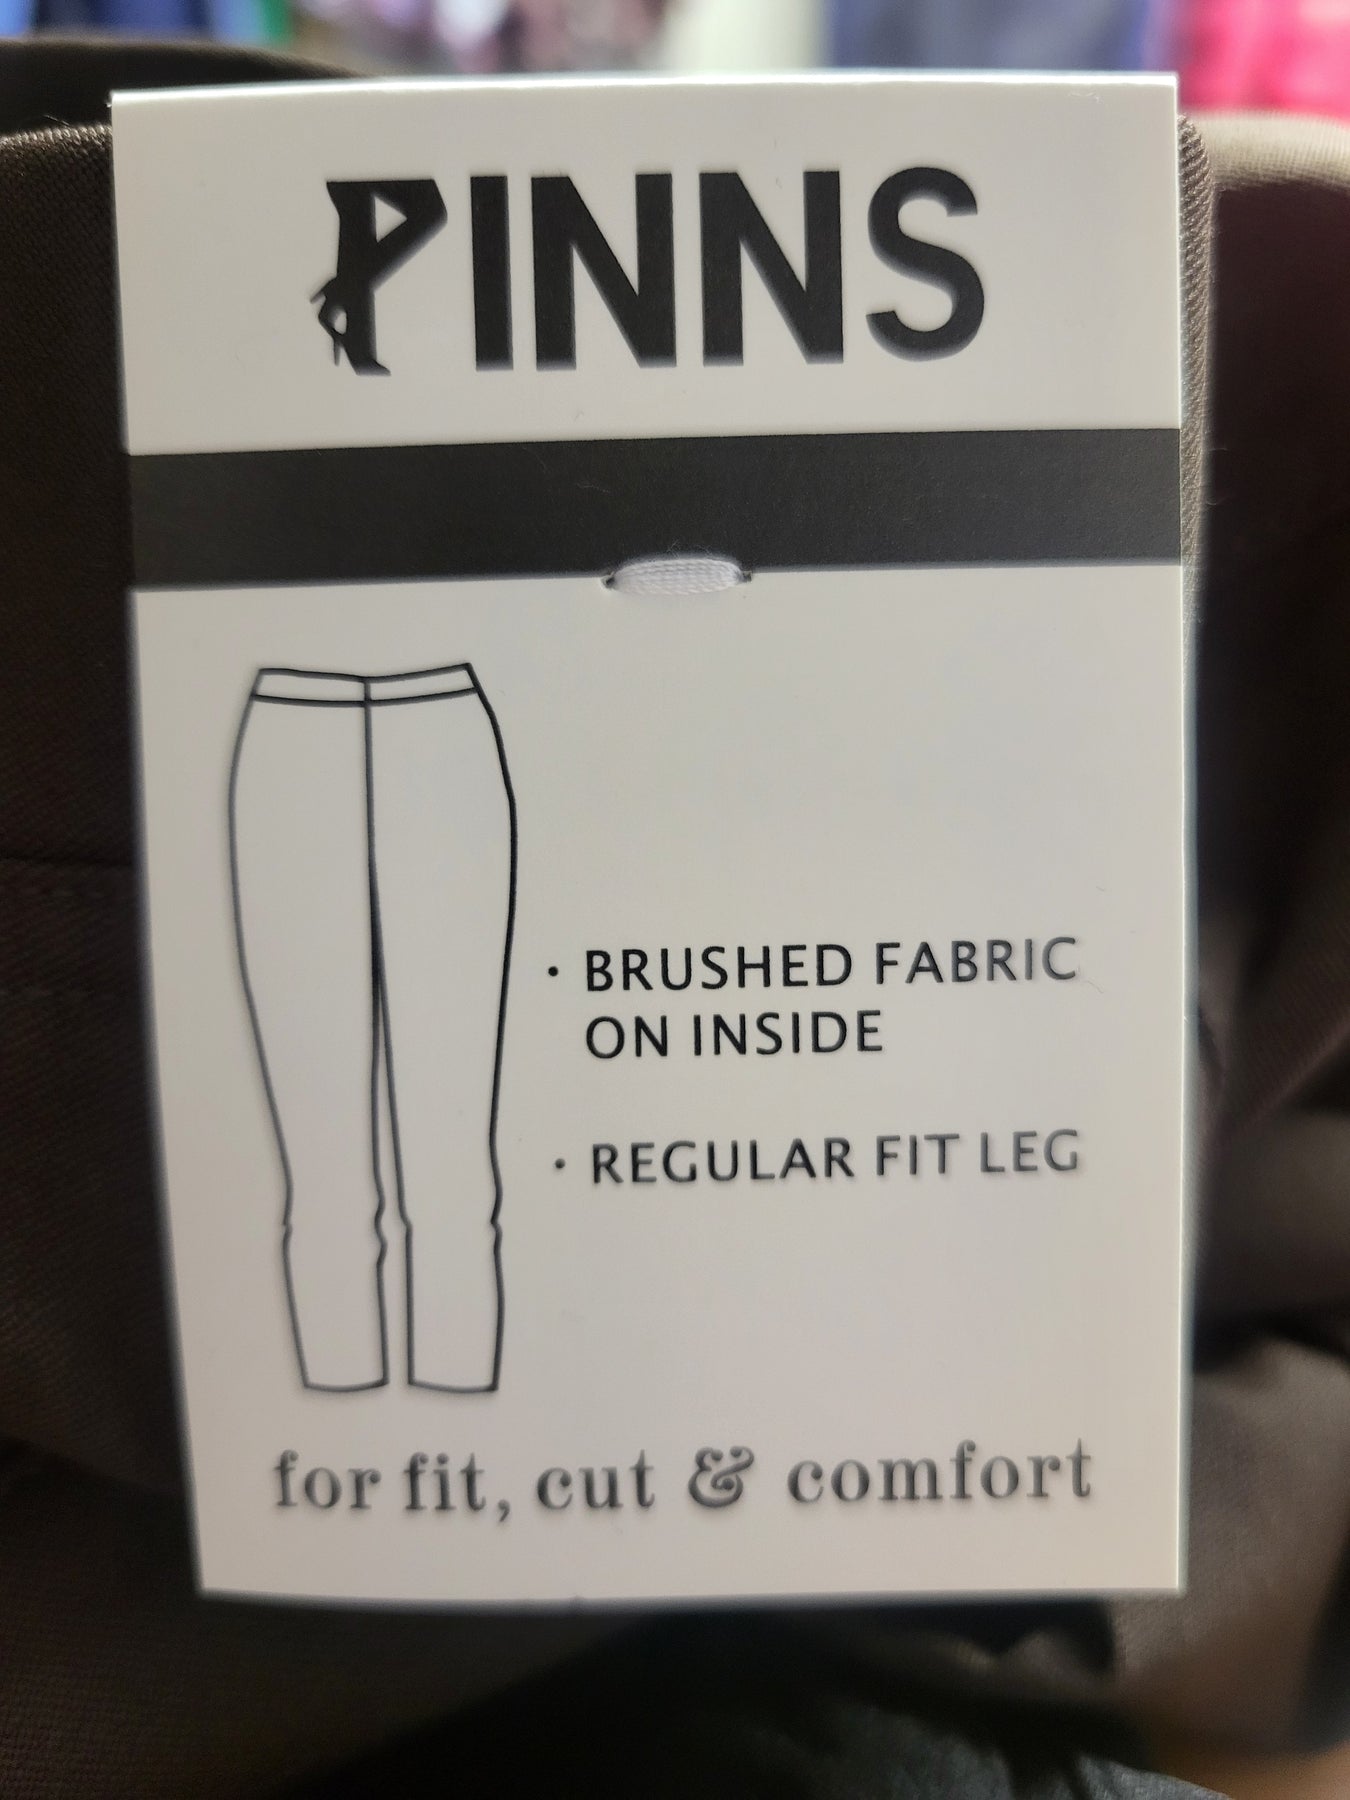 PINNS
· BRUSHED FABRIC
ON INSIDE
· REGULAR FIT LEG
for fit, cut & comfort